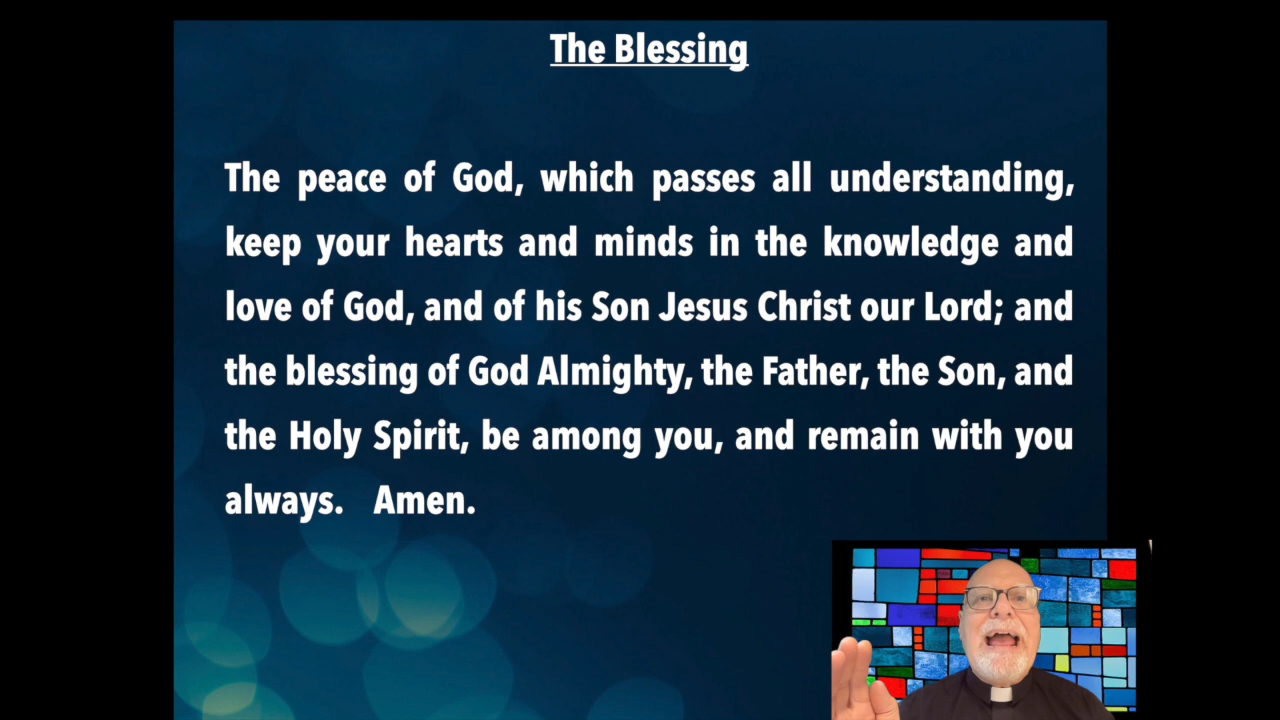 The Blessing
The peace of God, which passes all understanding,
keep your hearts and minds in the knowledge and
love of God, and of his Son Jesus Christ our Lord; and
the blessing of God Almighty, the Father, the Son, and
the Holy Spirit, be among you, and remain with you
always. Amen.